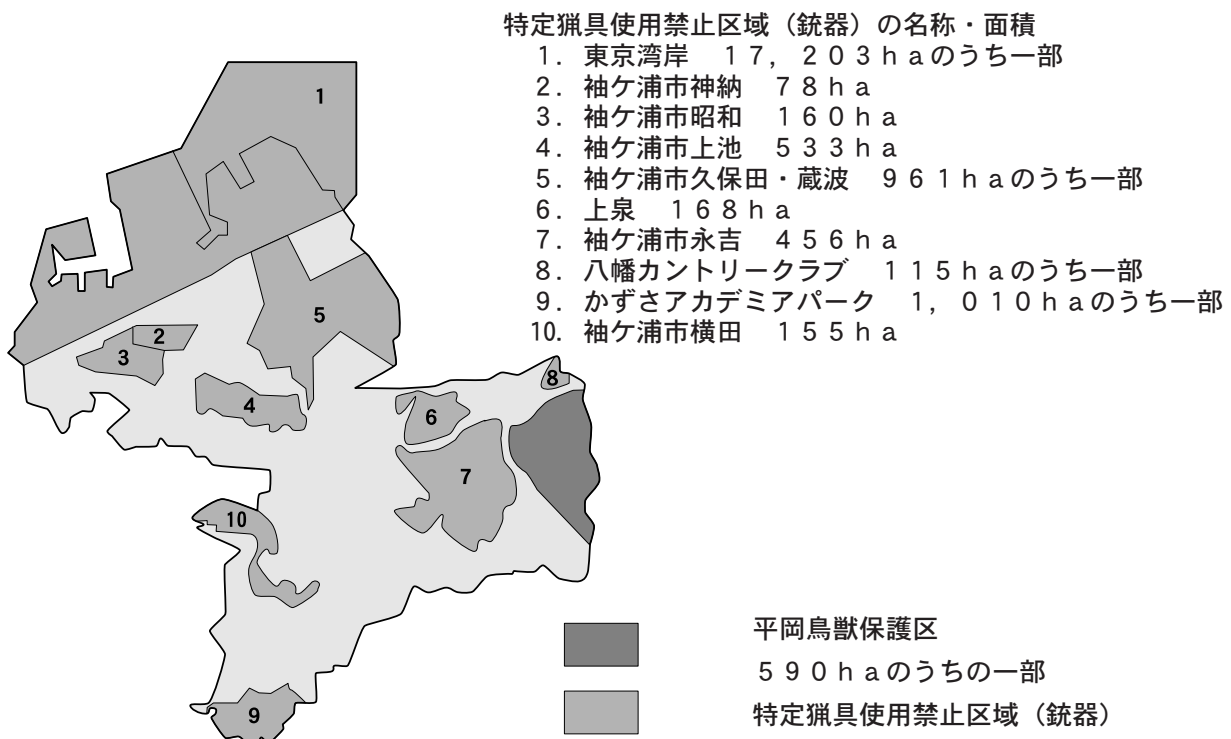 特定猟具使用禁止区域（銃器）の名称・面積
１．東京湾岸　１７，２０３ｈａのうち一部
２．袖ケ浦市神納　７８ｈａ
３．袖ケ浦市昭和　１６０ｈａ
４．袖ケ浦市上池　５３３ｈａ
５．袖ケ浦市久保田・蔵波　９６１ｈａのうち一部
６．上泉　１６８ｈａ
７．袖ケ浦市永吉　４５６ｈａ
８．八幡カントリークラブ　１１５ｈａのうち一部
９．かずさアカデミアパーク　１，０１０ｈａのうち一部
10．袖ケ浦市横田　１５５ｈａ
1
2
3
5
4
8
6
7
10
9
平岡鳥獣保護区
５９０ｈａのうちの一部
特定猟具使用禁止区域（銃器）